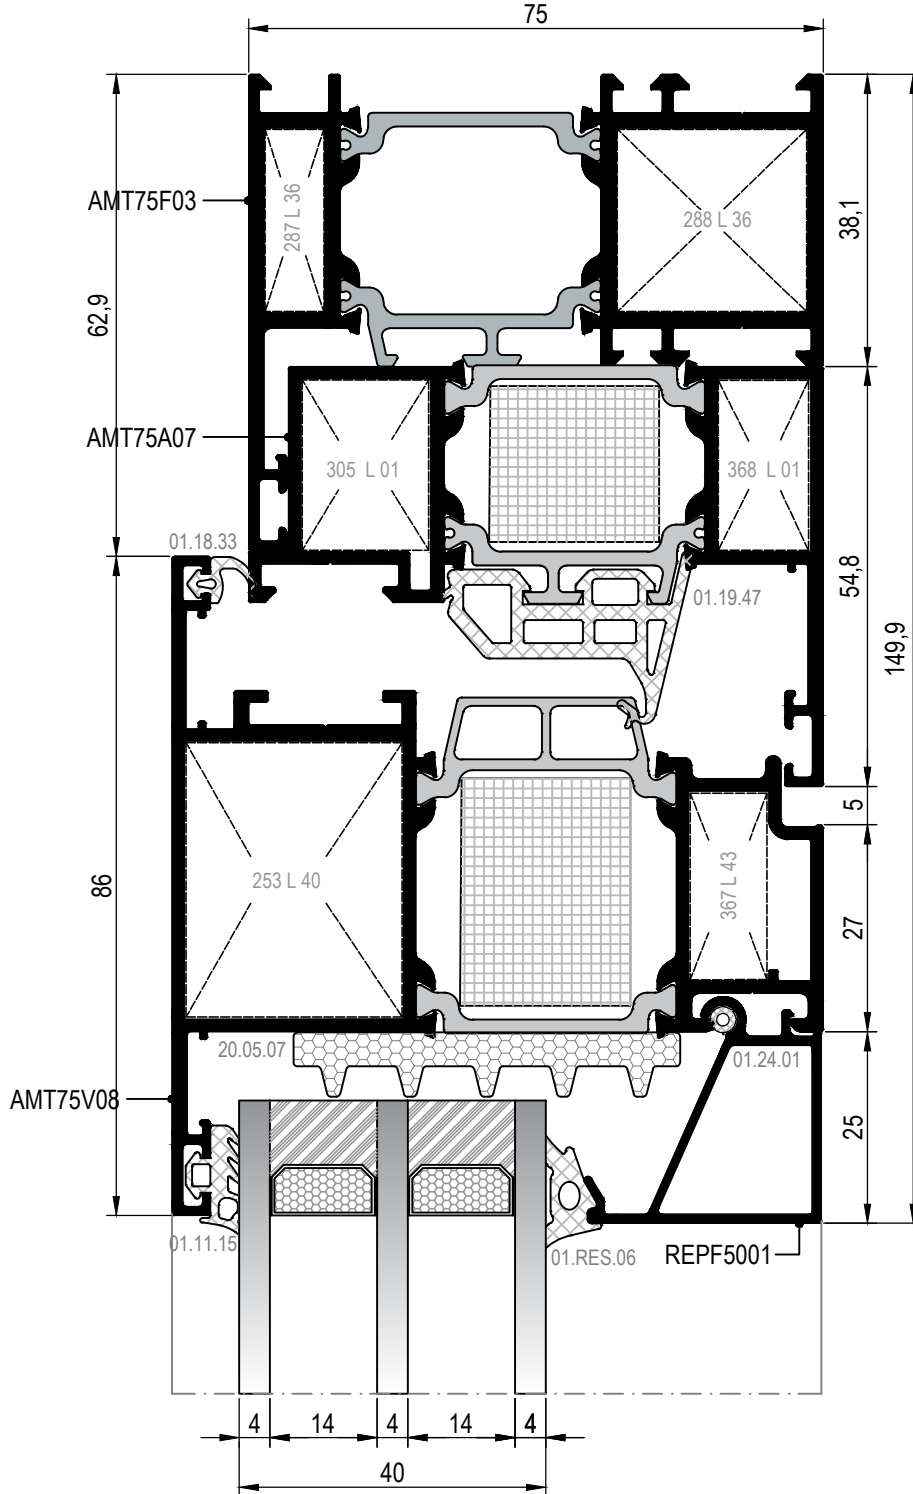 75
AMT75F03
287 L 36
288 L 36
38,1
62,9
AMT75A07
305 L 01
368 L 01
01.18.33
01.19.47
54,8
149,9
5
253 L 40
367 L 43
86
27
20.05.07
01.24.01
AMT75V08
25
01.11.15
01.RES.06
REPF5001
4
14
4
14
4
40